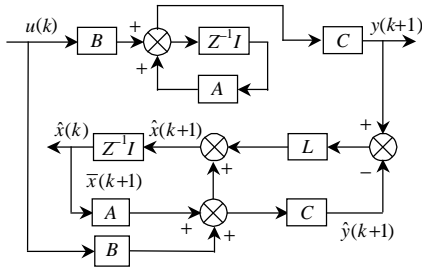 u(k) B + Z⁻¹I C y(k+1)
+
A
+
x̂(k) Z⁻¹I x̂(k+1) L
+ −
x̄(k+1)
A C
+ + ŷ(k+1)
B